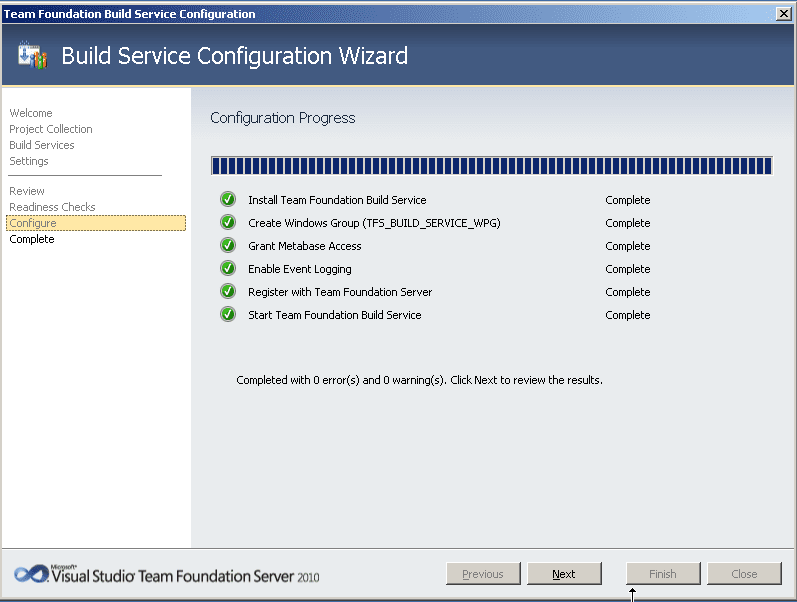 Team Foundation Build Service Configuration
Build Service Configuration Wizard
Welcome
Project Collection
Build Services
Settings
Review
Readiness Checks
Configure
Complete
Configuration Progress
Install Team Foundation Build Service Complete
Create Windows Group (TFS_BUILD_SERVICE_WPG) Complete
Grant Metabase Access Complete
Enable Event Logging Complete
Register with Team Foundation Server Complete
Start Team Foundation Build Service Complete
Completed with 0 error(s) and 0 warning(s). Click Next to review the results.
Microsoft®
Visual Studio Team Foundation Server 2010
Previous Next Finish Close